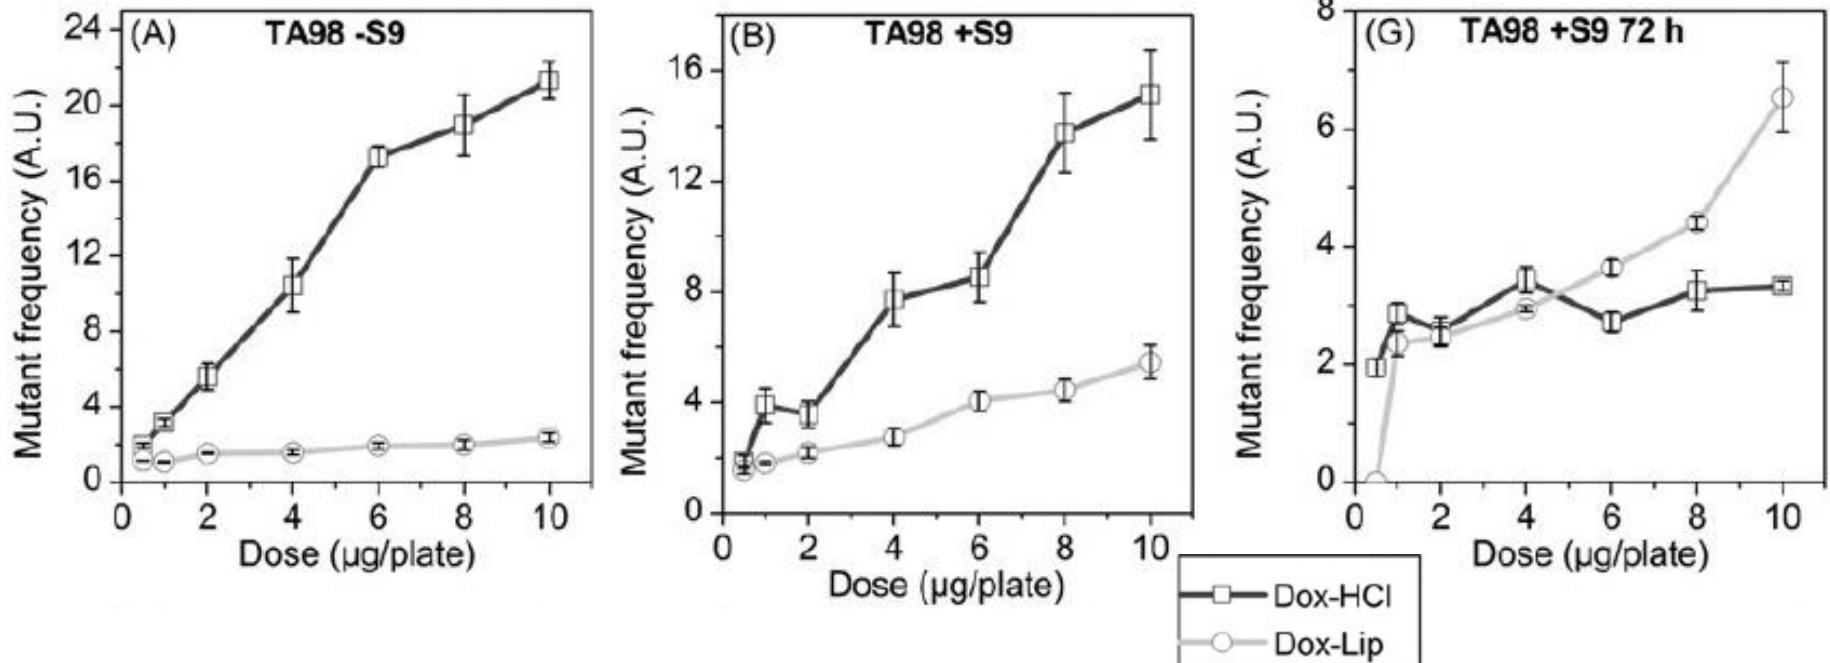 (A) TA98 -S9
Mutant frequency (A.U.)
24
20
16
12
8
4
0
0 2 4 6 8 10
Dose (µg/plate)
(B) TA98 +S9
Mutant frequency (A.U.)
16
12
8
4
0
0 2 4 6 8 10
Dose (µg/plate)
(G) TA98 +S9 72 h
Mutant frequency (A.U.)
8
6
4
2
0
0 2 4 6 8 10
Dose (µg/plate)
Dox-HCl
Dox-Lip